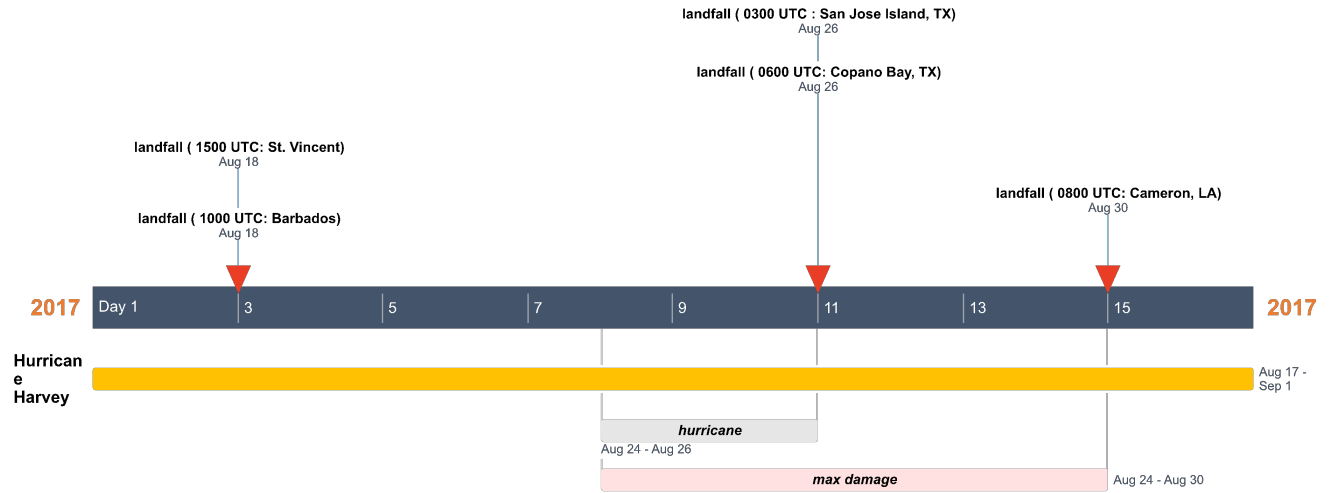 landfall ( 0300 UTC : San Jose Island, TX)
Aug 26
landfall ( 0600 UTC: Copano Bay, TX)
Aug 26
landfall ( 1500 UTC: St. Vincent)
Aug 18
landfall ( 1000 UTC: Barbados)
Aug 18
landfall ( 0800 UTC: Cameron, LA)
Aug 30
2017 Day 1 3 5 7 9 11 13 15 2017
Hurrican
e
Harvey
Aug 17 -
Sep 1
hurricane
Aug 24 - Aug 26
max damage
Aug 24 - Aug 30